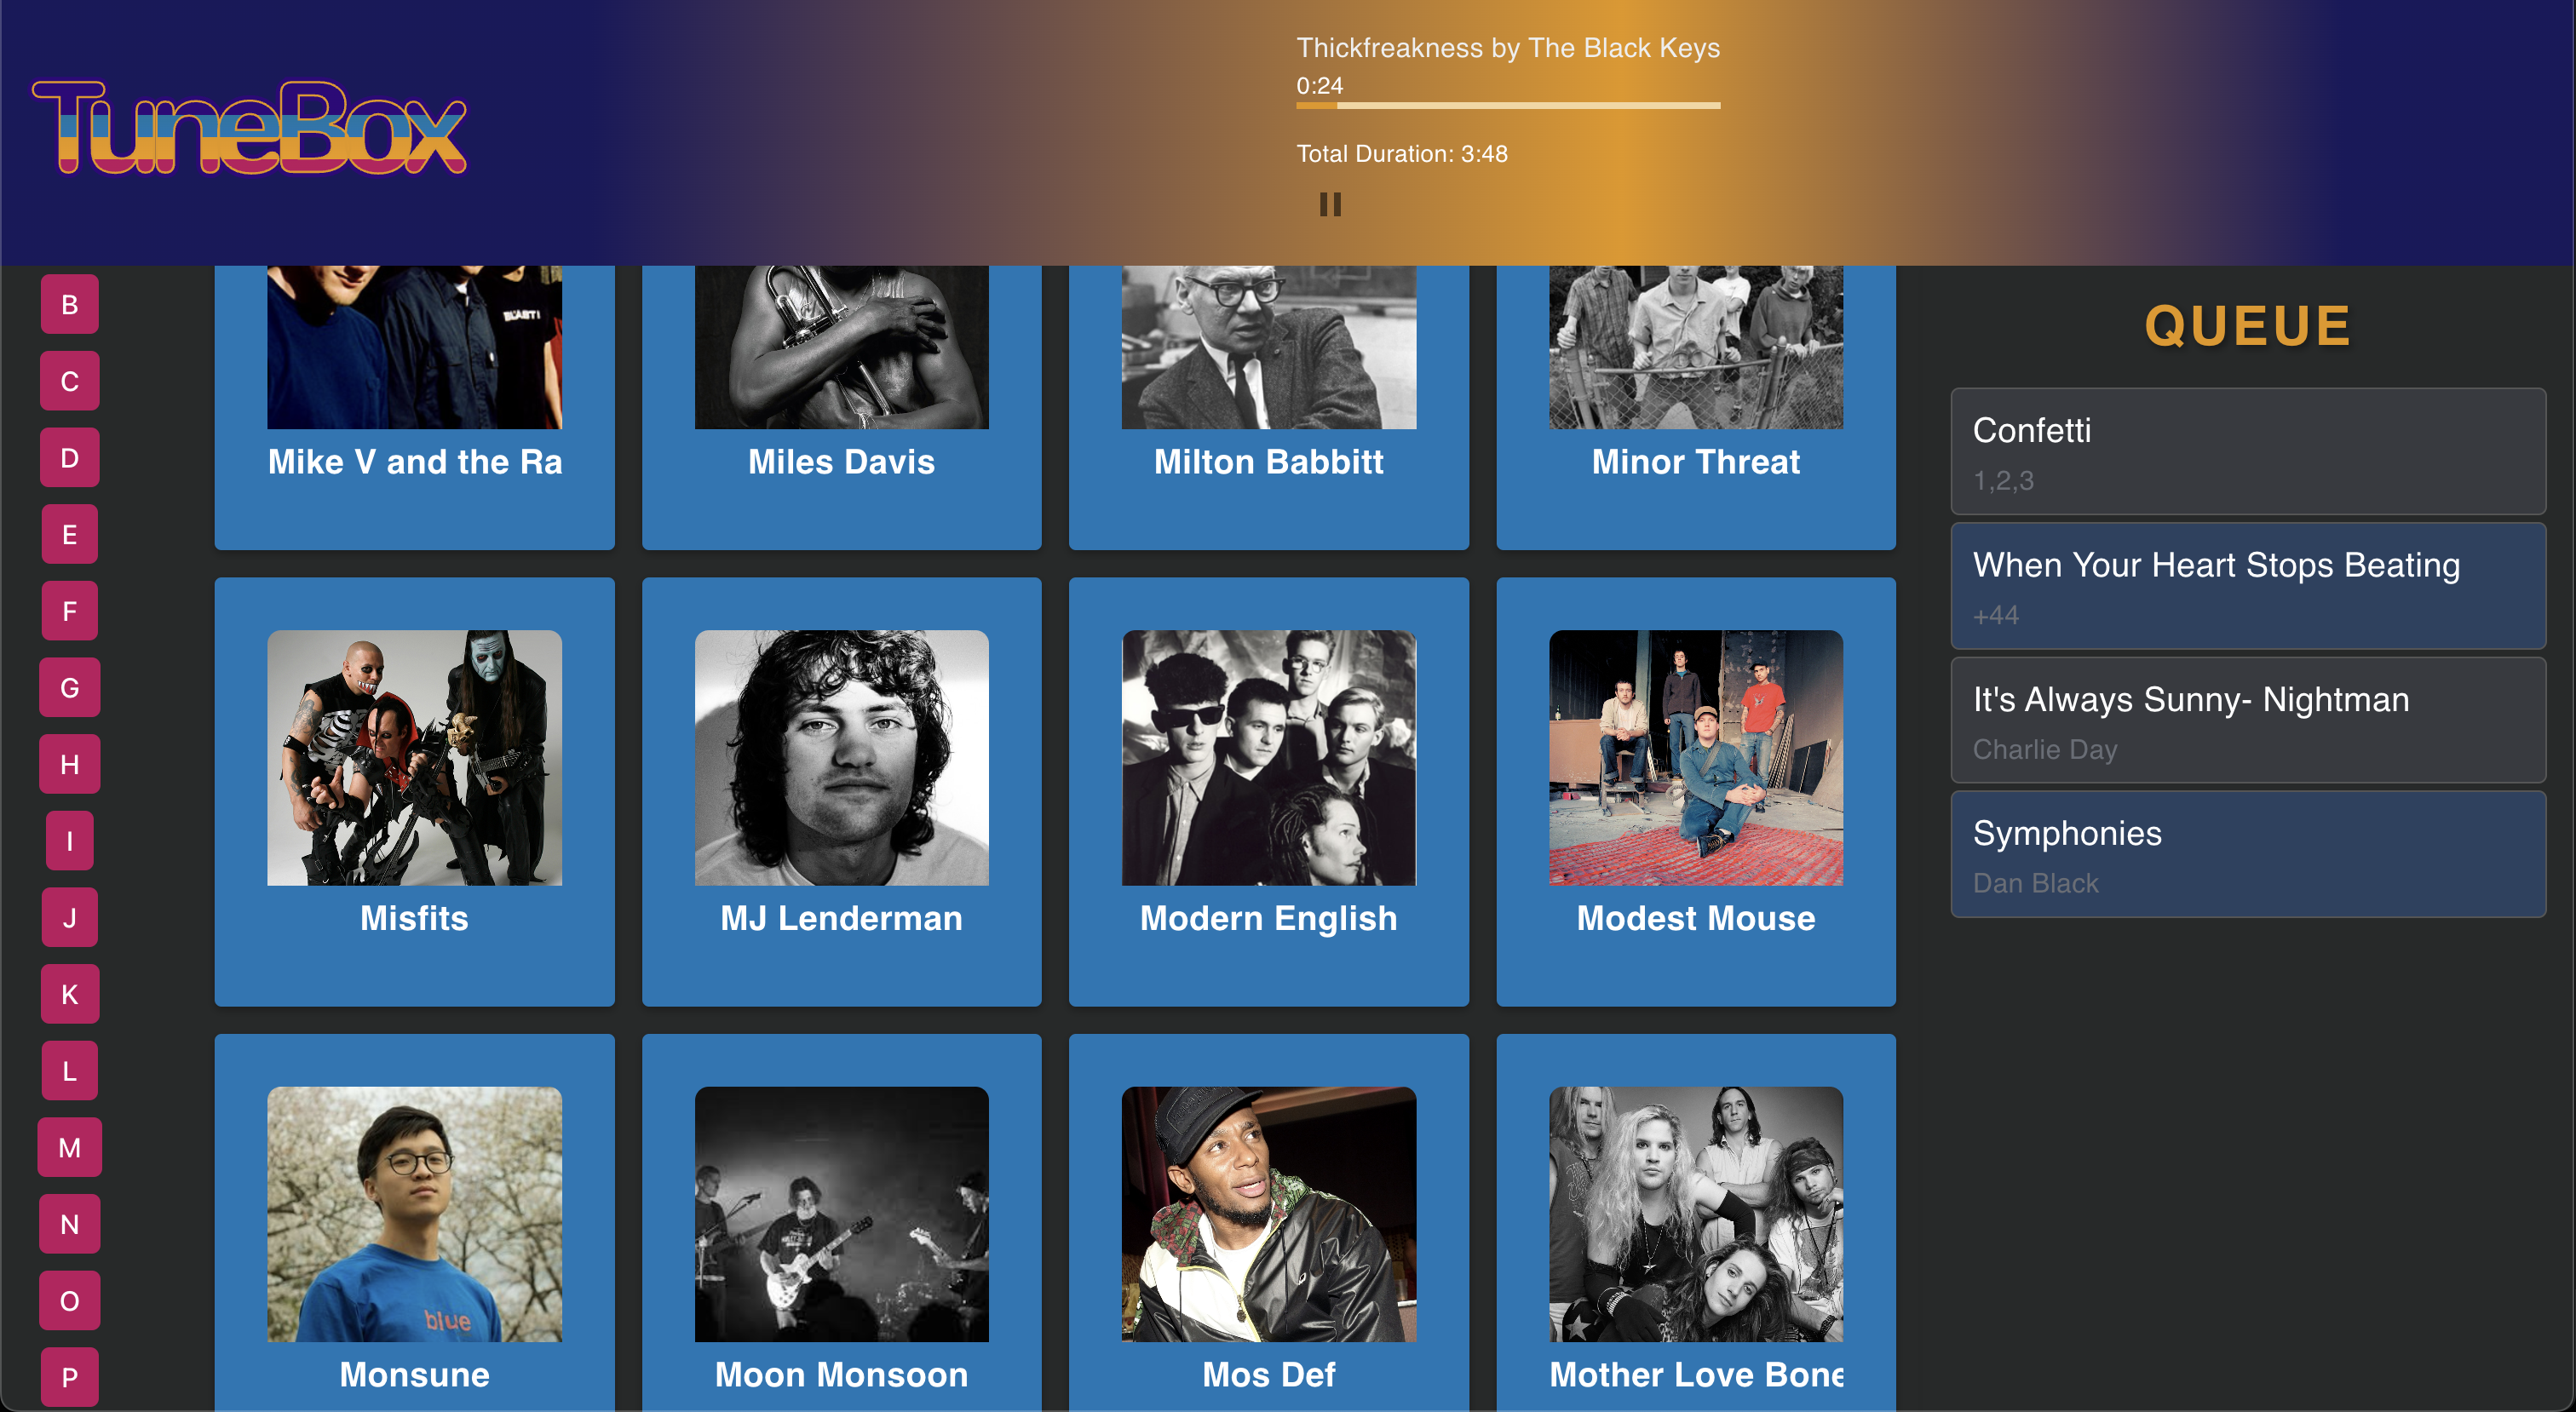 TuneBox
Thickfreakness by The Black Keys
0:24
Total Duration: 3:48
B
C
D
E
F
G
H
I
J
K
L
M
N
O
P
BLAST!
Mike V and the Ra
Miles Davis
Milton Babbitt
Minor Threat
Misfits
MJ Lenderman
Modern English
Modest Mouse
blue
Monsune
Moon Monsoon
Mos Def
Mother Love Bone
QUEUE
Confetti
1,2,3
When Your Heart Stops Beating
+44
It's Always Sunny- Nightman
Charlie Day
Symphonies
Dan Black